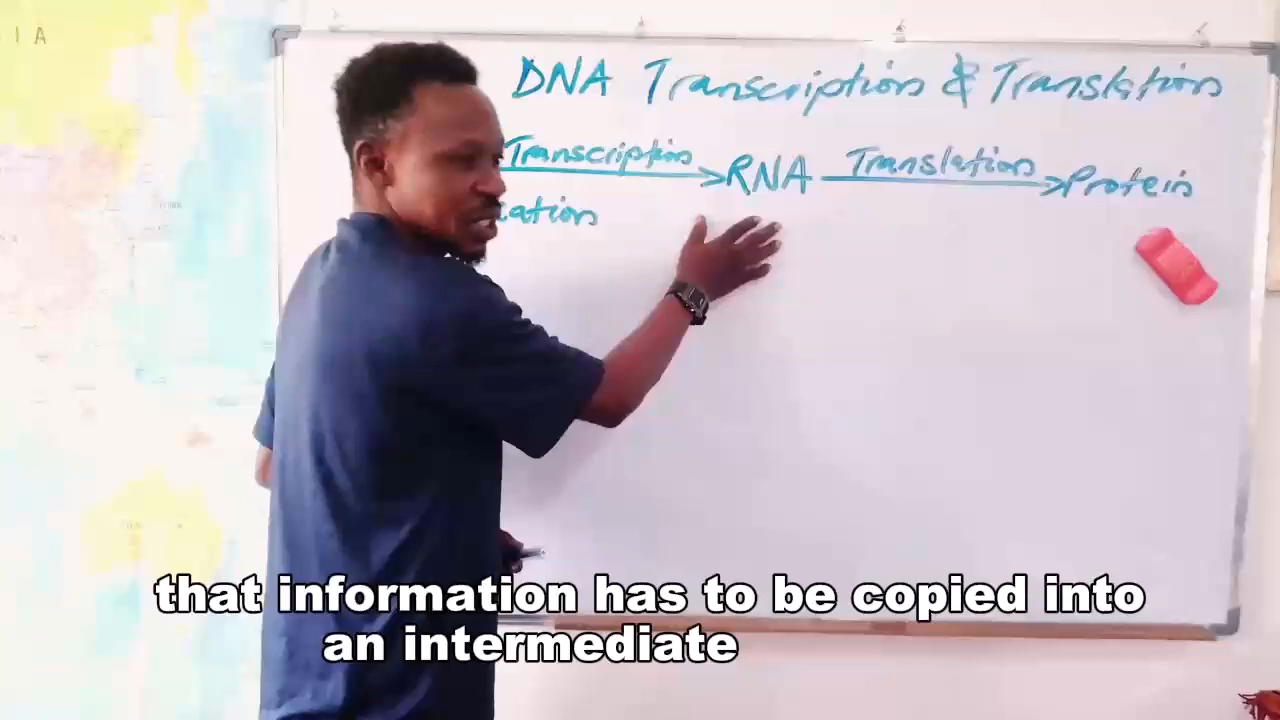 I A
DNA Transcription & Translation
Transcription RNA Translation Protein
cation
that information has to be copied into
an intermediate